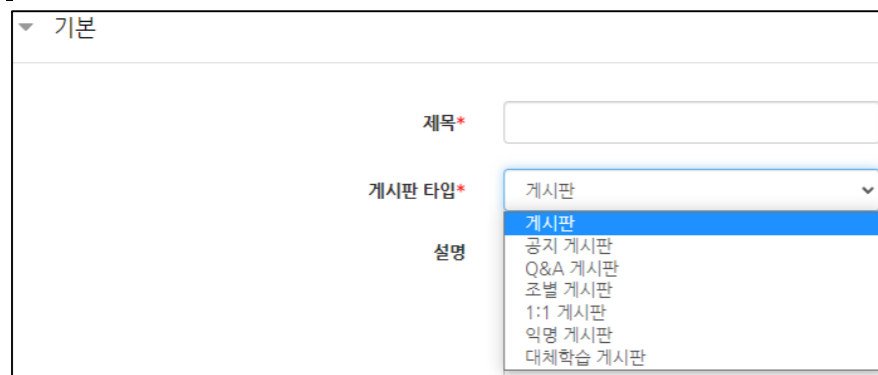 기본
제목*
게시판 타입*
게시판
게시판
공지 게시판
설명
Q&A 게시판
조별 게시판
1:1 게시판
익명 게시판
대체학습 게시판